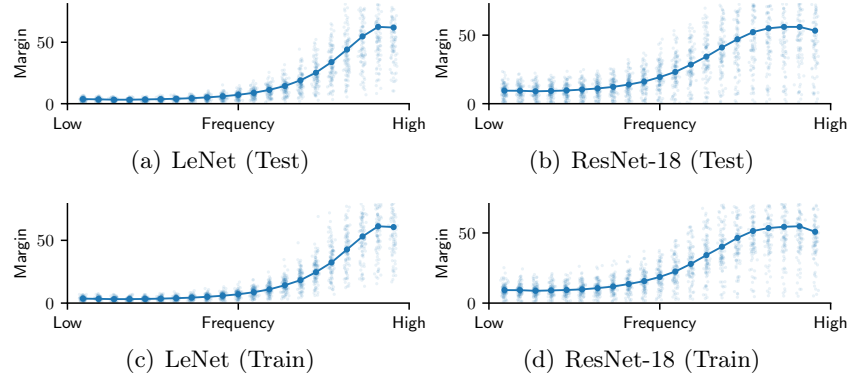 Margin
50
0
Low
Frequency
High
(a) LeNet (Test)
Margin
50
0
Low
Frequency
High
(b) ResNet-18 (Test)
Margin
50
0
Low
Frequency
High
(c) LeNet (Train)
Margin
50
0
Low
Frequency
High
(d) ResNet-18 (Train)